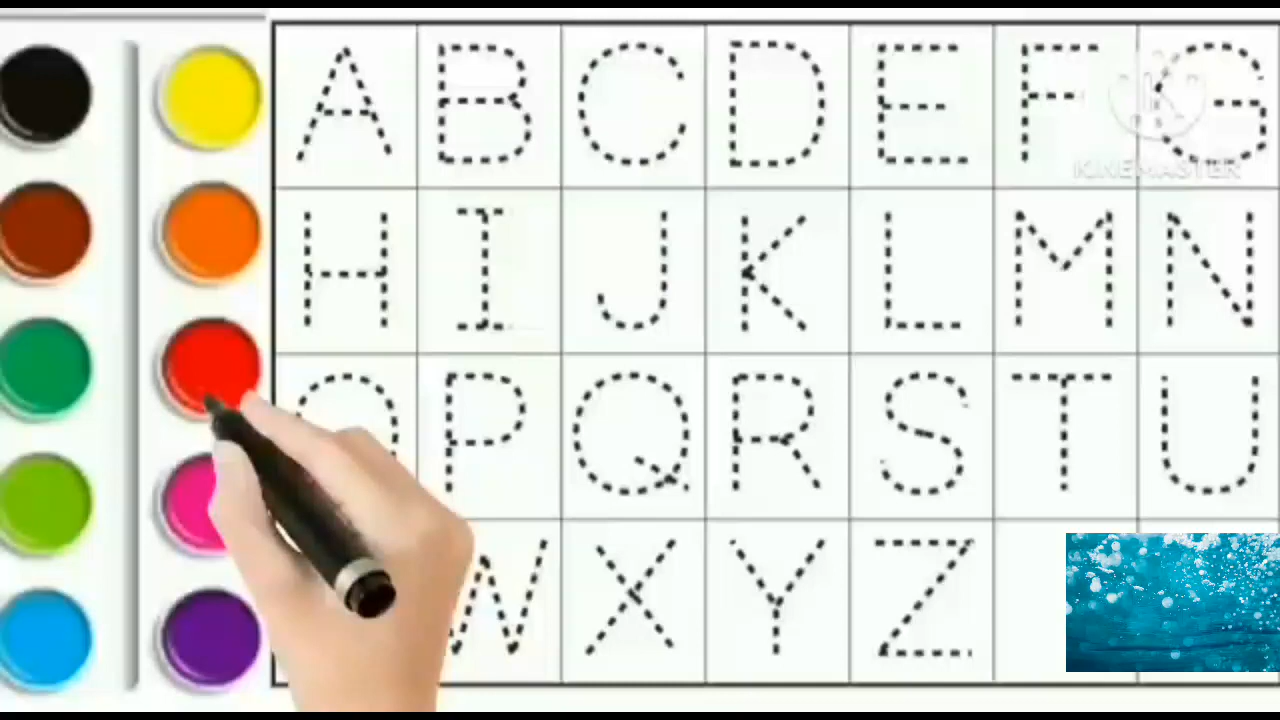 A B C D E F G
KINEMASTER
H I J K L M N
O P Q R S T U
W X Y Z